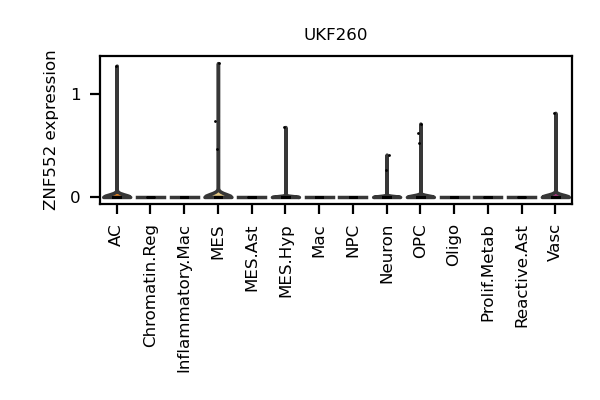 UKF260
ZNF552 expression
1
0
AC
Chromatin.Reg
Inflammatory.Mac
MES
MES.Ast
MES.Hyp
Mac
NPC
Neuron
OPC
Oligo
Prolif.Metab
Reactive.Ast
Vasc